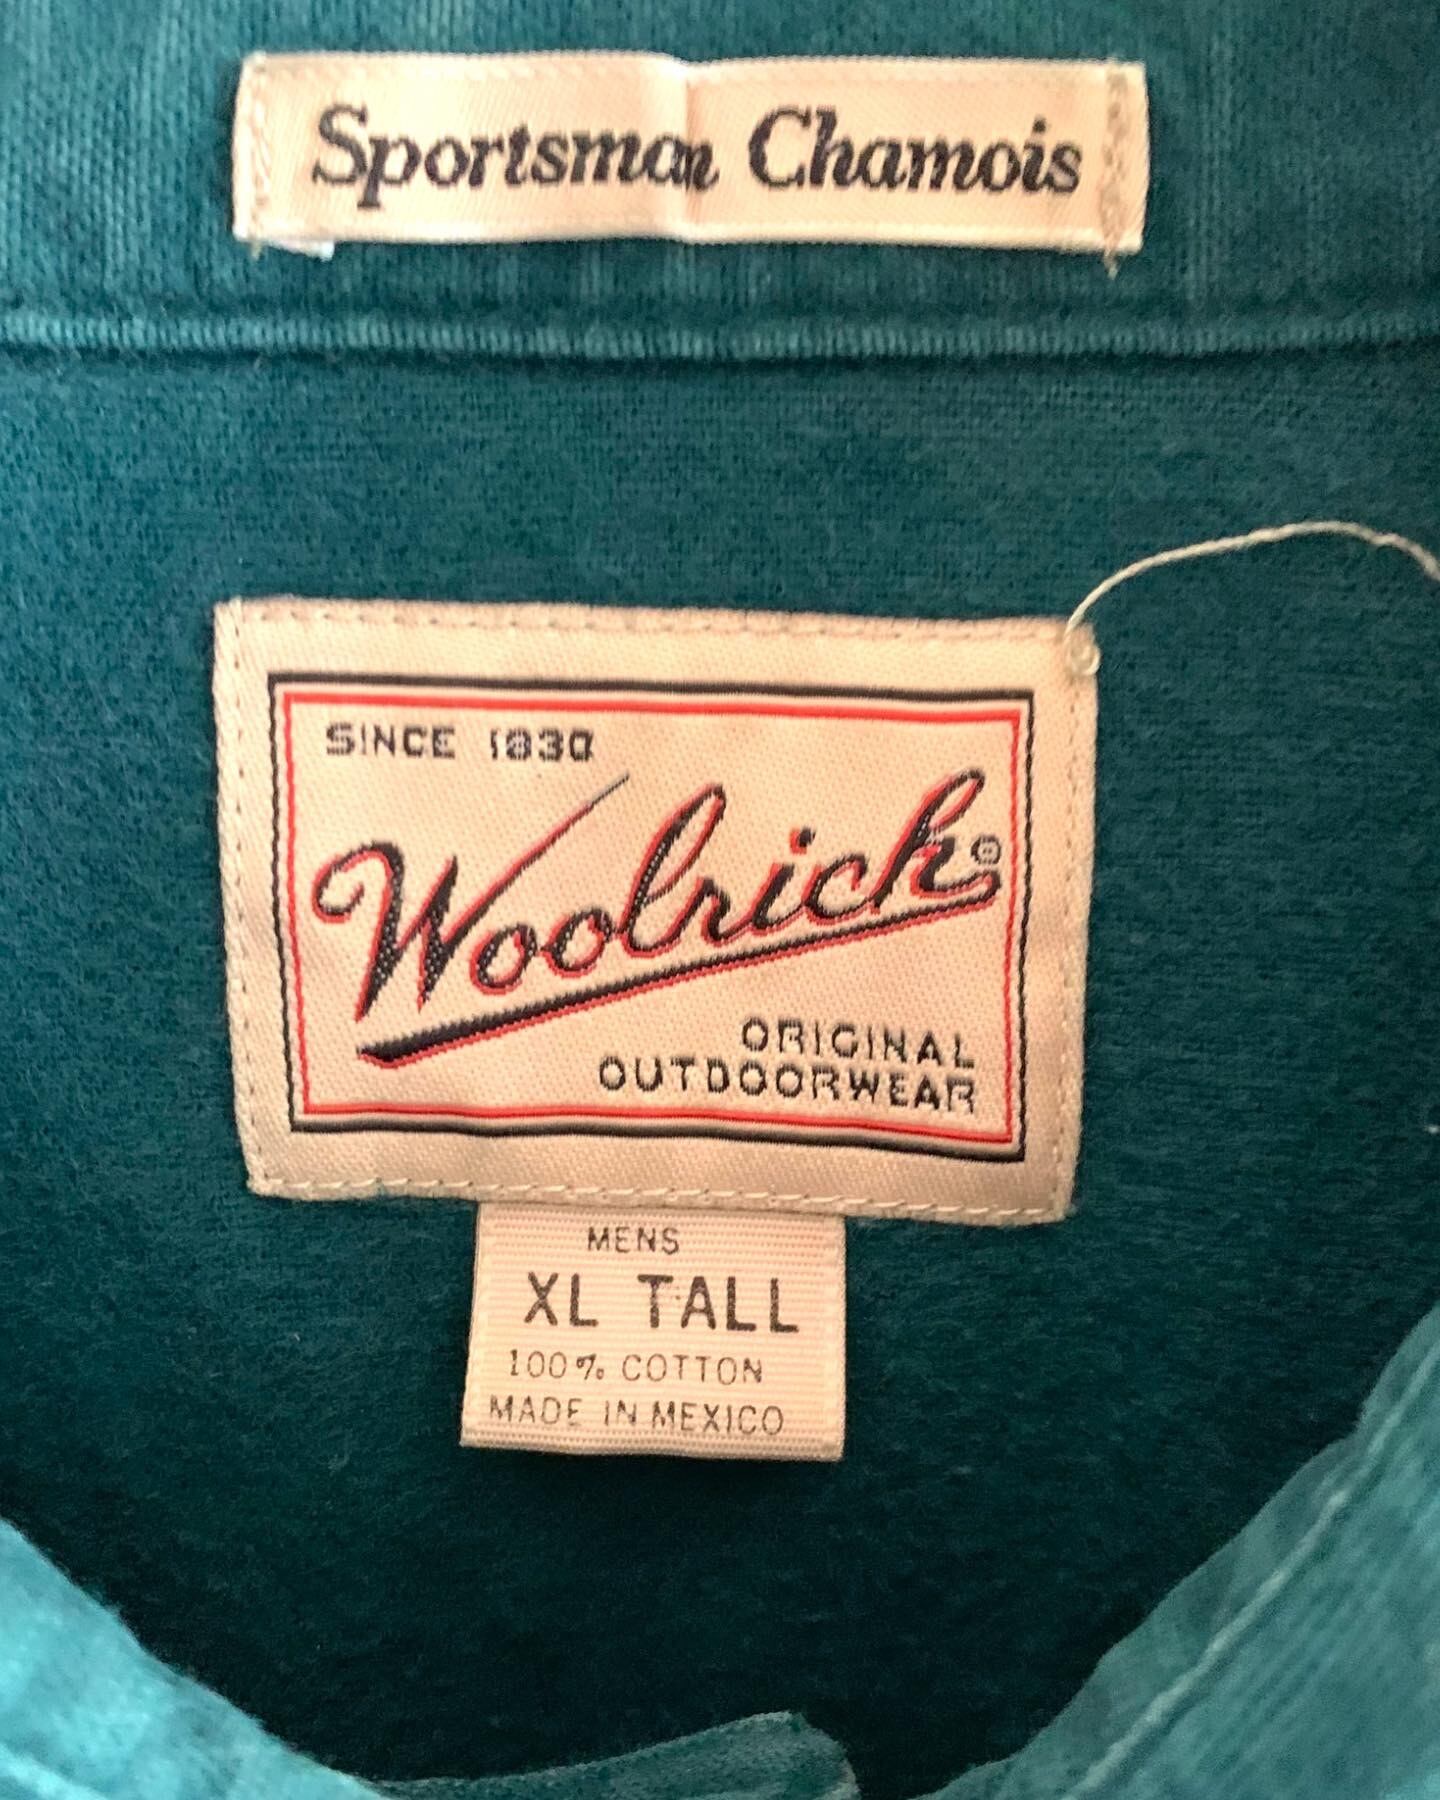 Sportsman Chamois
SINCE 1830
Woolrich®
ORIGINAL
OUTDOORWEAR
MENS
XL TALL
100% COTTON
MADE IN MEXICO